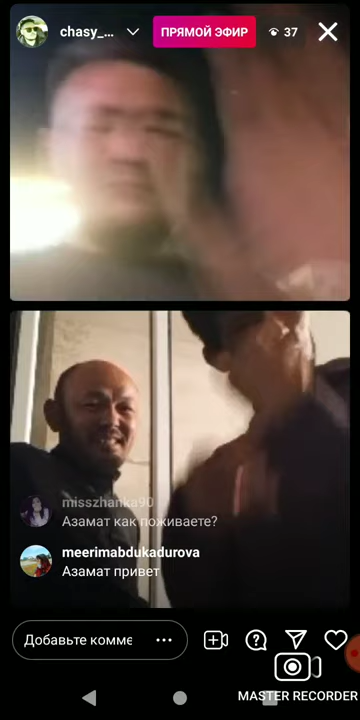 chasy_...
ПРЯМОЙ ЭФИР
37
misszhanka90
Азамат как поживаете?
meerimabdukadurova
Азамат привет
Добавьте комме
MASTER RECORDER